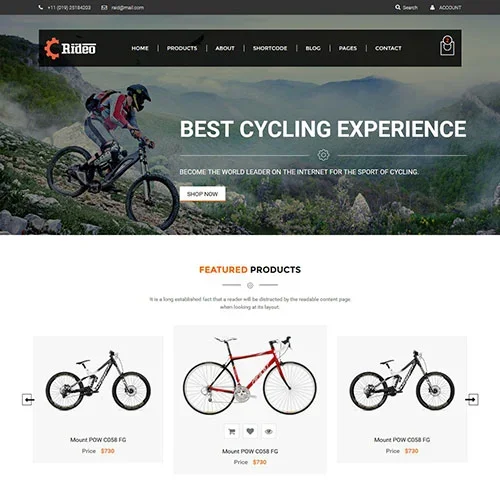 +11 (019) 25184203 raid@mail.com Search ACCOUNT
Rideo HOME PRODUCTS ABOUT SHORTCODE BLOG PAGES CONTACT
BEST CYCLING EXPERIENCE
BECOME THE WORLD LEADER ON THE INTERNET FOR THE SPORT OF CYCLING.
SHOP NOW
FEATURED PRODUCTS
It is a long established fact that a reader will be distracted by the readable content page
when looking at its layout.
Mount POW C058 FG
Price $730
Mount POW C058 FG
Price $730
Mount POW C058 FG
Price $730